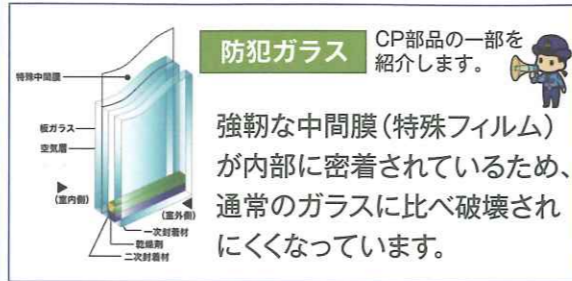 防犯ガラス
CP部品の一部を
紹介します。
特殊中間膜
板ガラス
空気層
(室内側)
(室外側)
一次封着材
乾燥剤
二次封着材
強靭な中間膜(特殊フィルム)
が内部に密着されているため、
通常のガラスに比べ破壊され
にくくなっています。